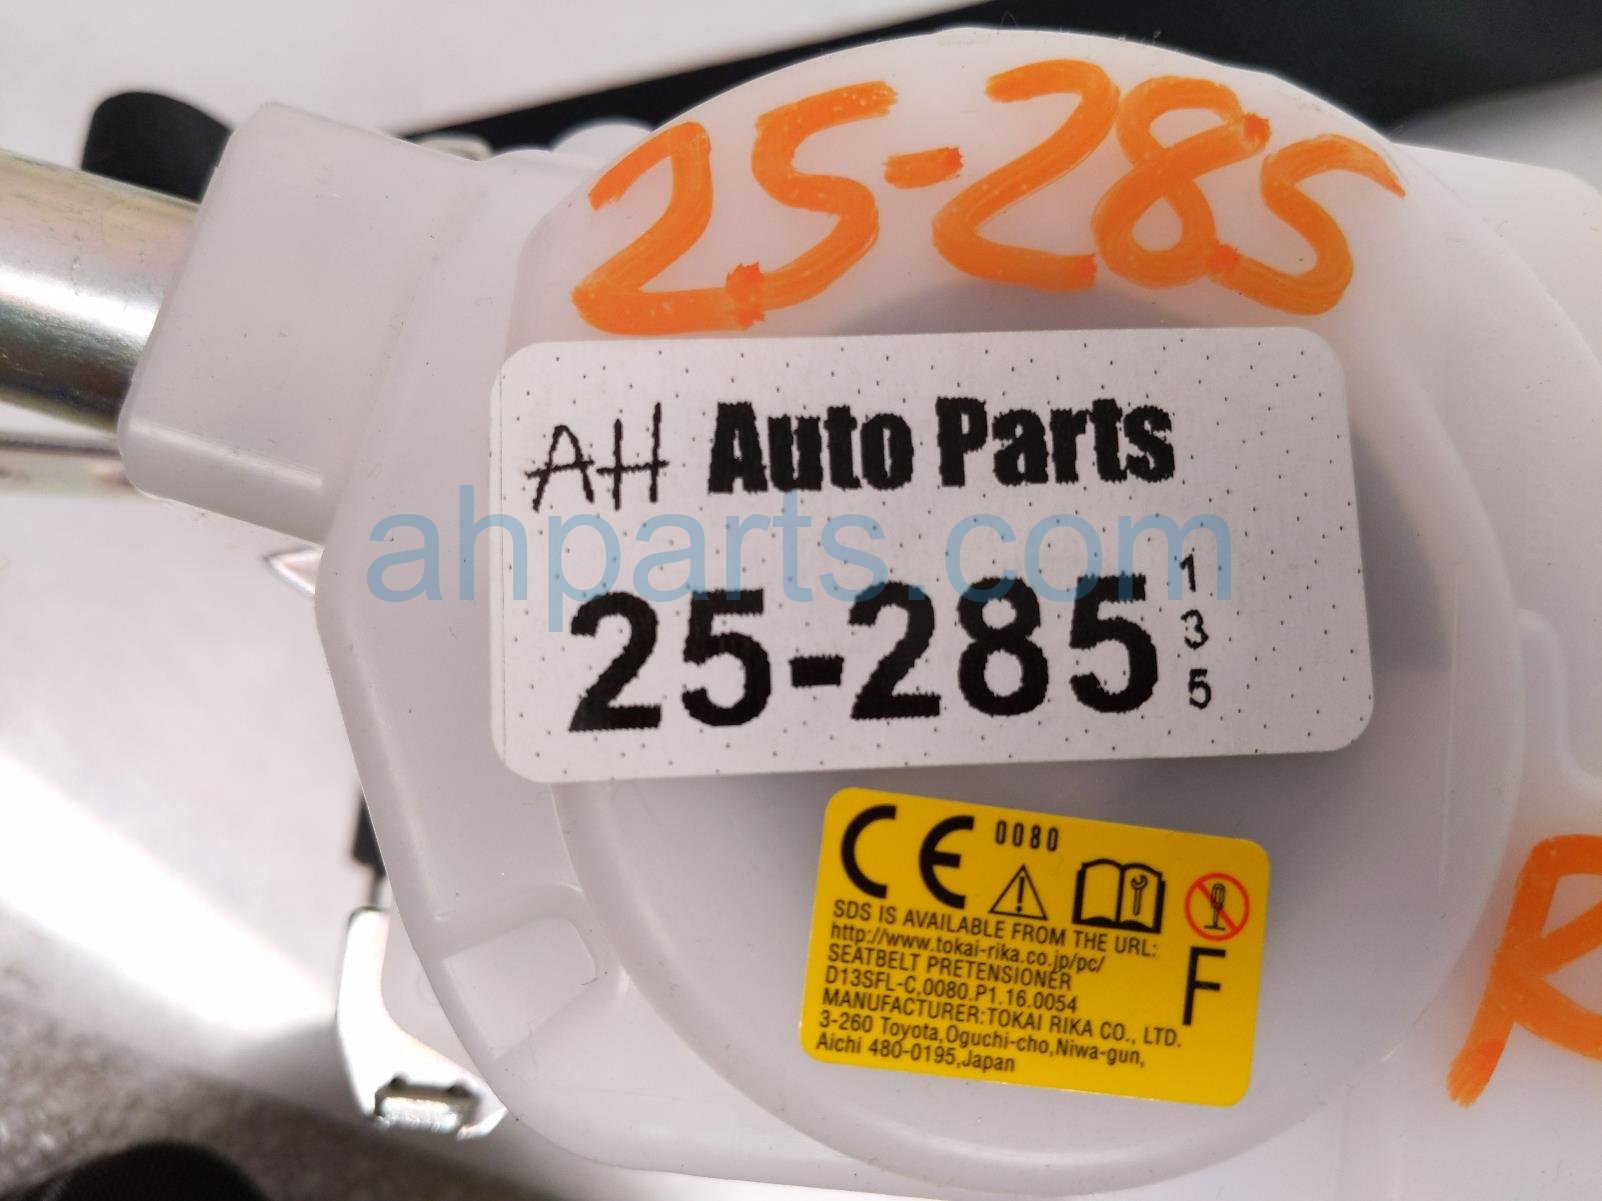 25-285
AH Auto Parts
ahparts.com
25-285
1
3
5
CE 0080
SDS IS AVAILABLE FROM THE URL:
http://www.tokai-rika.co.jp/pc/
SEATBELT PRETENSIONER
D13SFL-C,0080.P1.16.0054
MANUFACTURER:TOKAI RIKA CO., LTD.
3-260 Toyota,Oguchi-cho,Niwa-gun,
Aichi 480-0195,Japan
F
R